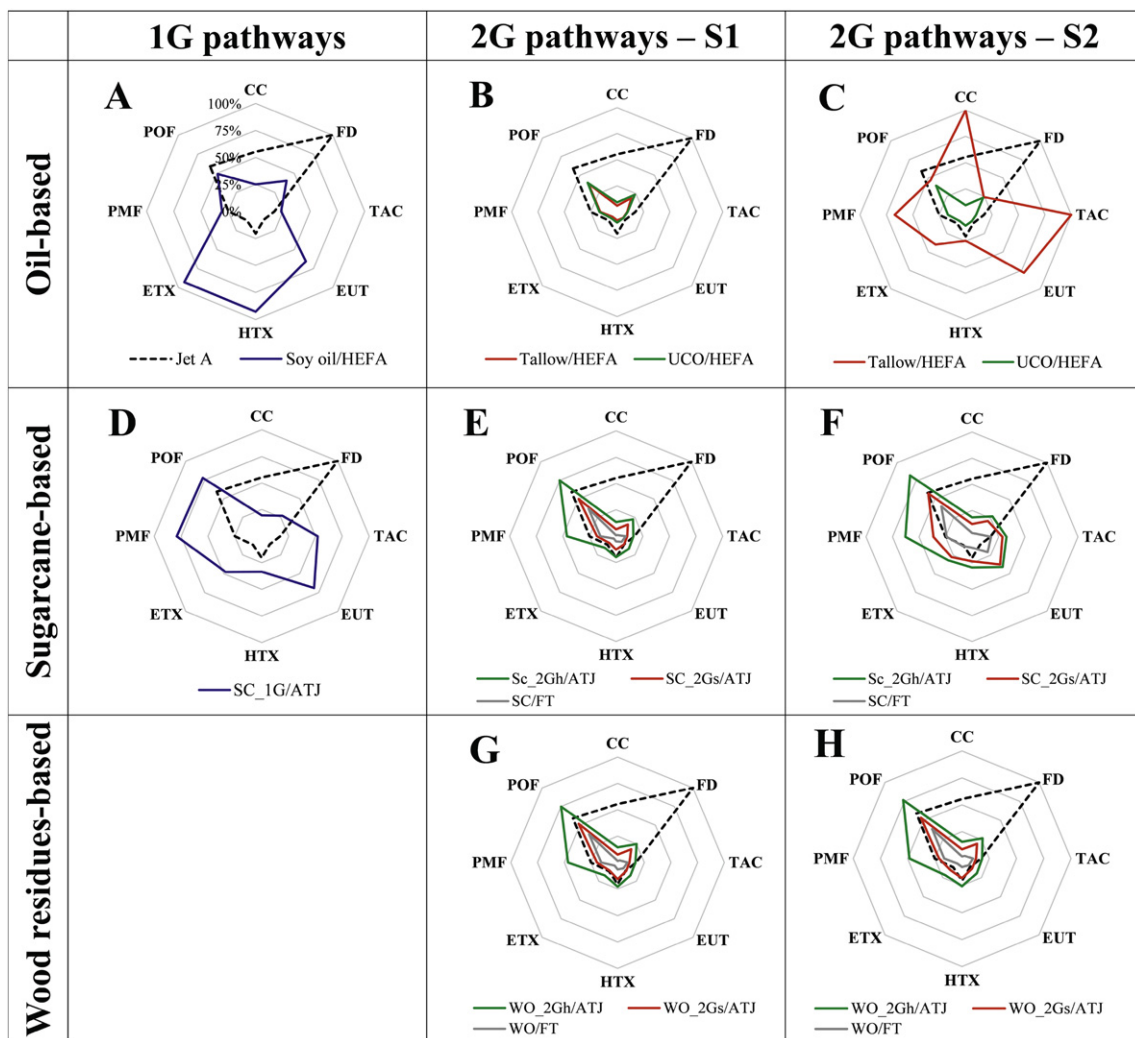 1G pathways
2G pathways – S1
2G pathways – S2
Oil-based
A
CC
100%
75%
50%
25%
0%
FD
TAC
EUT
HTX
ETX
PMF
POF
Jet A
Soy oil/HEFA
B
CC
FD
TAC
EUT
HTX
ETX
PMF
POF
Tallow/HEFA
UCO/HEFA
C
CC
FD
TAC
EUT
HTX
ETX
PMF
POF
Tallow/HEFA
UCO/HEFA
Sugarcane-based
D
CC
FD
TAC
EUT
HTX
ETX
PMF
POF
SC_1G/ATJ
E
CC
FD
TAC
EUT
HTX
ETX
PMF
POF
Sc_2Gh/ATJ
SC_2Gs/ATJ
SC/FT
F
CC
FD
TAC
EUT
HTX
ETX
PMF
POF
Sc_2Gh/ATJ
SC_2Gs/ATJ
SC/FT
Wood residues-based
G
CC
FD
TAC
EUT
HTX
ETX
PMF
POF
WO_2Gh/ATJ
WO_2Gs/ATJ
WO/FT
H
CC
FD
TAC
EUT
HTX
ETX
PMF
POF
WO_2Gh/ATJ
WO_2Gs/ATJ
WO/FT